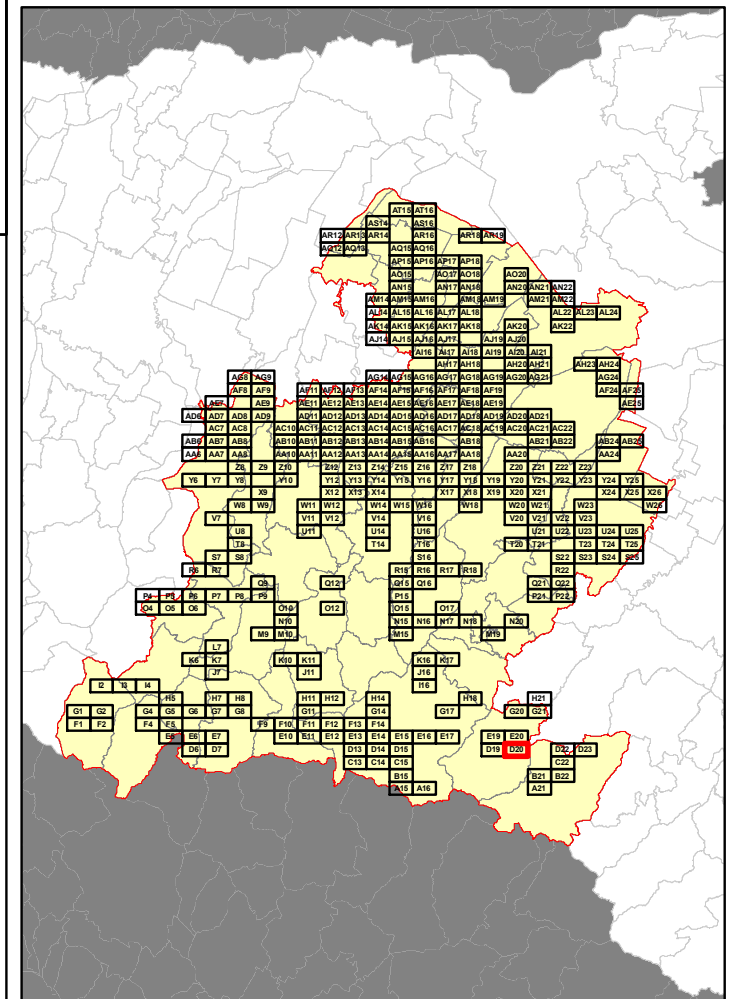 AT15 AT16
AS14 AS16
AR12 AR13 AR14 AR16 AR18 AR19
AQ12 AQ13 AQ15 AQ16
AP15 AP16 AP17 AP18
AO15 AO17 AO18 AO20
AN15 AN17 AN18 AN20 AN21 AN22
AM14 AM15 AM16 AM18 AM19 AM21 AM22
AL14 AL15 AL16 AL17 AL18 AL22 AL23 AL24
AK14 AK15 AK16 AK17 AK18 AK20 AK22
AJ14 AJ15 AJ16 AJ17 AJ19 AJ20
AI16 AI17 AI18 AI19 AI20 AI21
AH17 AH18 AH20 AH21 AH23 AH24
AG8 AG9 AG14 AG15 AG16 AG17 AG18 AG19 AG20 AG21 AG24
AF8 AF9 AF11 AF12 AF13 AF14 AF15 AF16 AF17 AF18 AF19 AF24 AF25
AE7 AE9 AE11 AE12 AE13 AE14 AE15 AE16 AE17 AE18 AE19 AE25
AD6 AD7 AD8 AD9 AD11 AD12 AD13 AD14 AD15 AD16 AD17 AD18 AD19 AD20 AD21
AC7 AC8 AC10 AC11 AC12 AC13 AC14 AC15 AC16 AC17 AC18 AC19 AC20 AC21 AC22
AB6 AB7 AB8 AB10 AB11 AB12 AB13 AB14 AB15 AB16 AB18 AB21 AB22 AB24 AB25
AA6 AA7 AA8 AA10 AA11 AA12 AA13 AA14 AA15 AA16 AA17 AA18 AA20 AA24
Z8 Z9 Z10 Z12 Z13 Z14 Z15 Z16 Z17 Z18 Z20 Z21 Z22 Z23
Y6 Y7 Y8 Y10 Y12 Y13 Y14 Y15 Y16 Y17 Y18 Y19 Y20 Y21 Y22 Y23 Y24 Y25
X9 X12 X13 X14 X17 X18 X19 X20 X21 X24 X25 X26
W8 W9 W11 W12 W14 W15 W16 W18 W20 W21 W23 W26
V7 V11 V12 V14 V16 V20 V21 V22 V23
U8 U11 U14 U16 U21 U22 U23 U24 U25
T8 T14 T16 T20 T21 T23 T24 T25
S7 S8 S16 S22 S23 S24 S25
R6 R7 R15 R16 R17 R18 R22
Q9 Q12 Q15 Q16 Q21 Q22
P4 P5 P6 P7 P8 P9 P15 P21 P22
O4 O5 O6 O10 O12 O15 O17
N10 N15 N16 N17 N18 N20
M9 M10 M15 M19
L7
K6 K7 K10 K11 K16 K17
J7 J11 J16
I2 I3 I4 I16
H5 H7 H8 H11 H12 H14 H18 H21
G1 G2 G4 G5 G6 G7 G8 G11 G14 G17 G20 G21
F1 F2 F4 F5 F9 F10 F11 F12 F13 F14
E5 E6 E7 E10 E11 E12 E13 E14 E15 E16 E17 E19 E20
D6 D7 D13 D14 D15 D19 D20 D22 D23
C13 C14 C15 C22
B15 B21 B22
A15 A16 A21